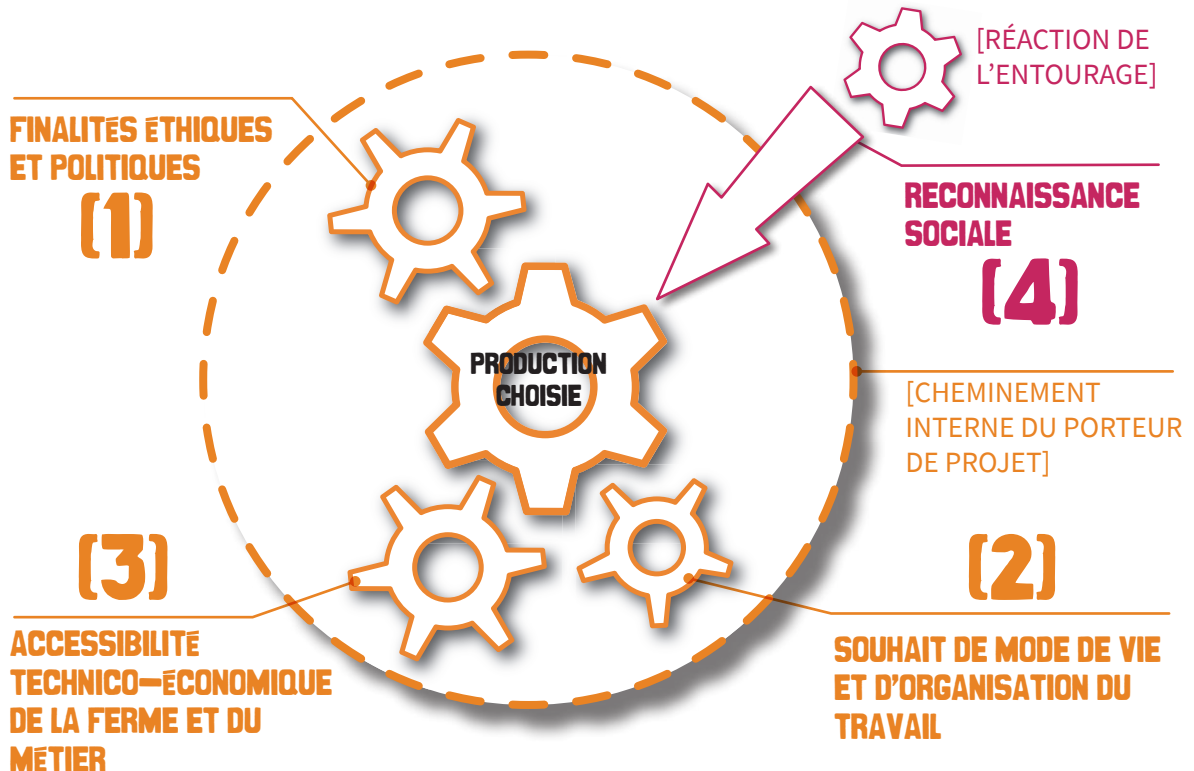 [RÉACTION DE
L’ENTOURAGE]
FINALITÉS ÉTHIQUES
ET POLITIQUES
(1)
RECONNAISSANCE
SOCIALE
(4)
PRODUCTION
CHOISIE
[CHEMINEMENT
INTERNE DU PORTEUR
DE PROJET]
(3)
ACCESSIBILITÉ
TECHNICO-ÉCONOMIQUE
DE LA FERME ET DU
MÉTIER
(2)
SOUHAIT DE MODE DE VIE
ET D’ORGANISATION DU
TRAVAIL